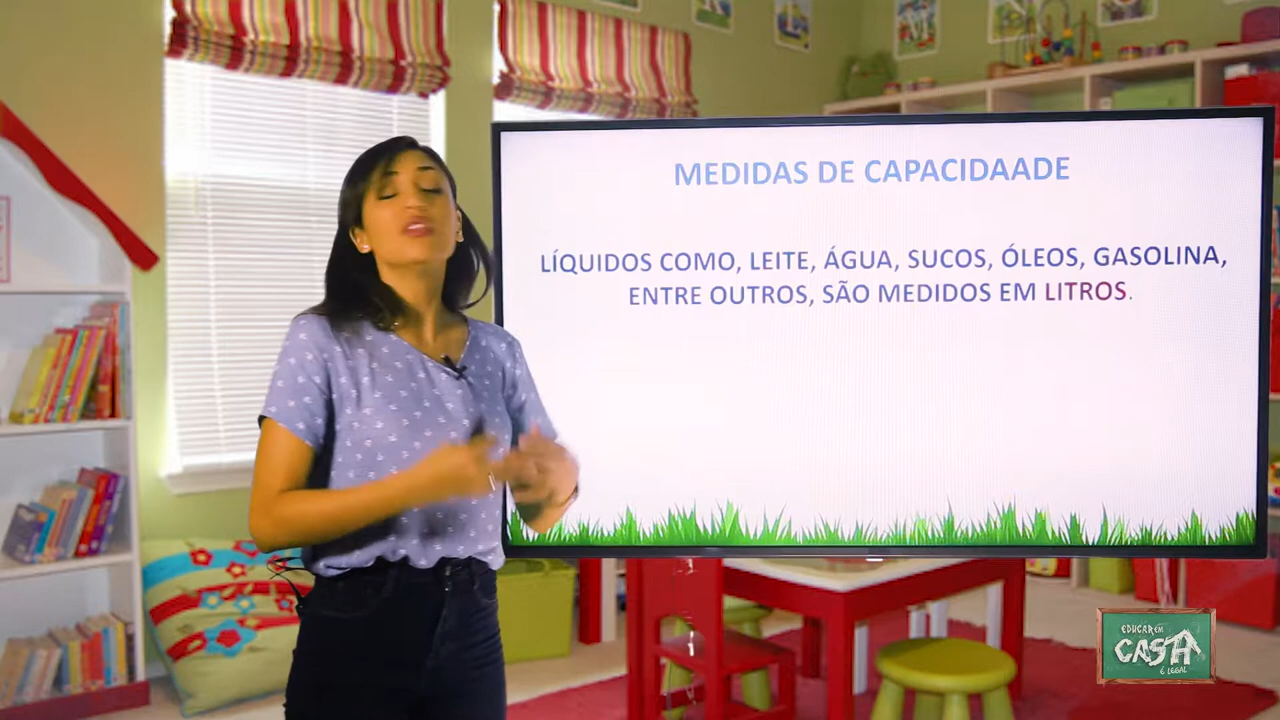 MEDIDAS DE CAPACIDAADE
LÍQUIDOS COMO, LEITE, ÁGUA, SUCOS, ÓLEOS, GASOLINA,
ENTRE OUTROS, SÃO MEDIDOS EM LITROS.
EDUCAR EM
CASA
É LEGAL